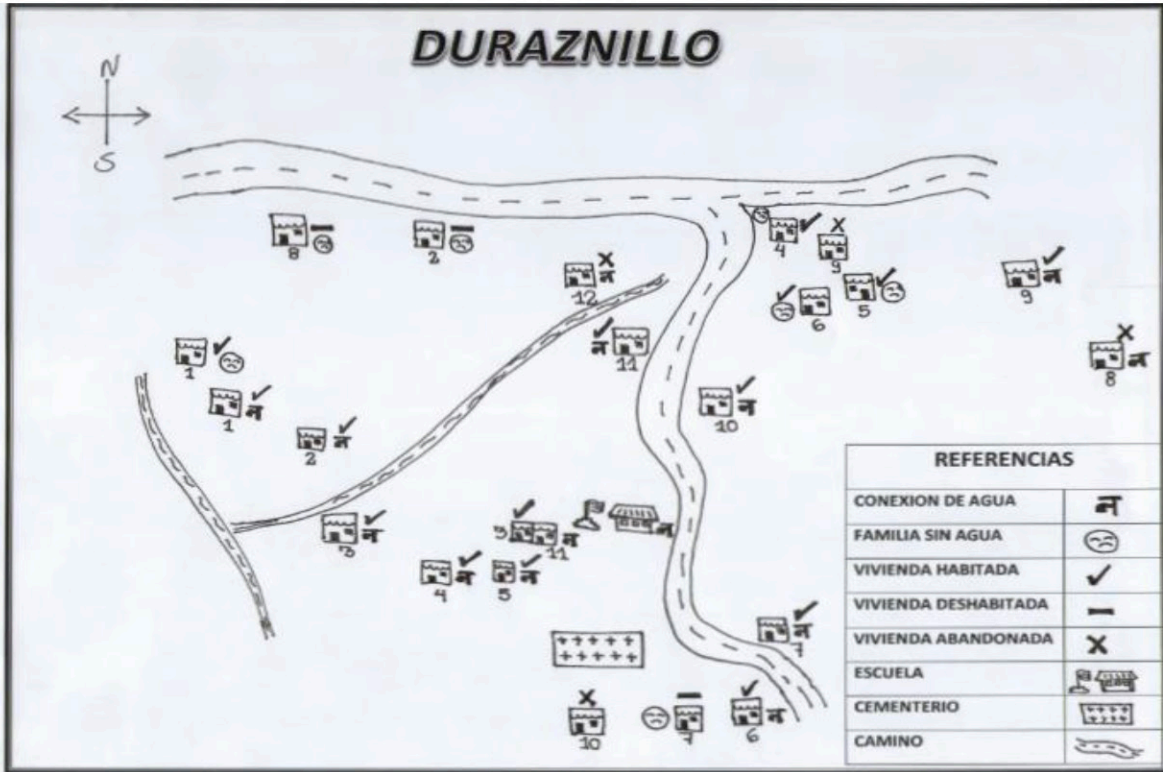 DURAZNILLO
N
S
8
2
4
9
12
6
5
9
1
11
8
1
10
2
3
3
11
4
5
7
10
7
6
REFERENCIAS
CONEXION DE AGUA
FAMILIA SIN AGUA
VIVIENDA HABITADA
VIVIENDA DESHABITADA
VIVIENDA ABANDONADA
ESCUELA
CEMENTERIO
CAMINO